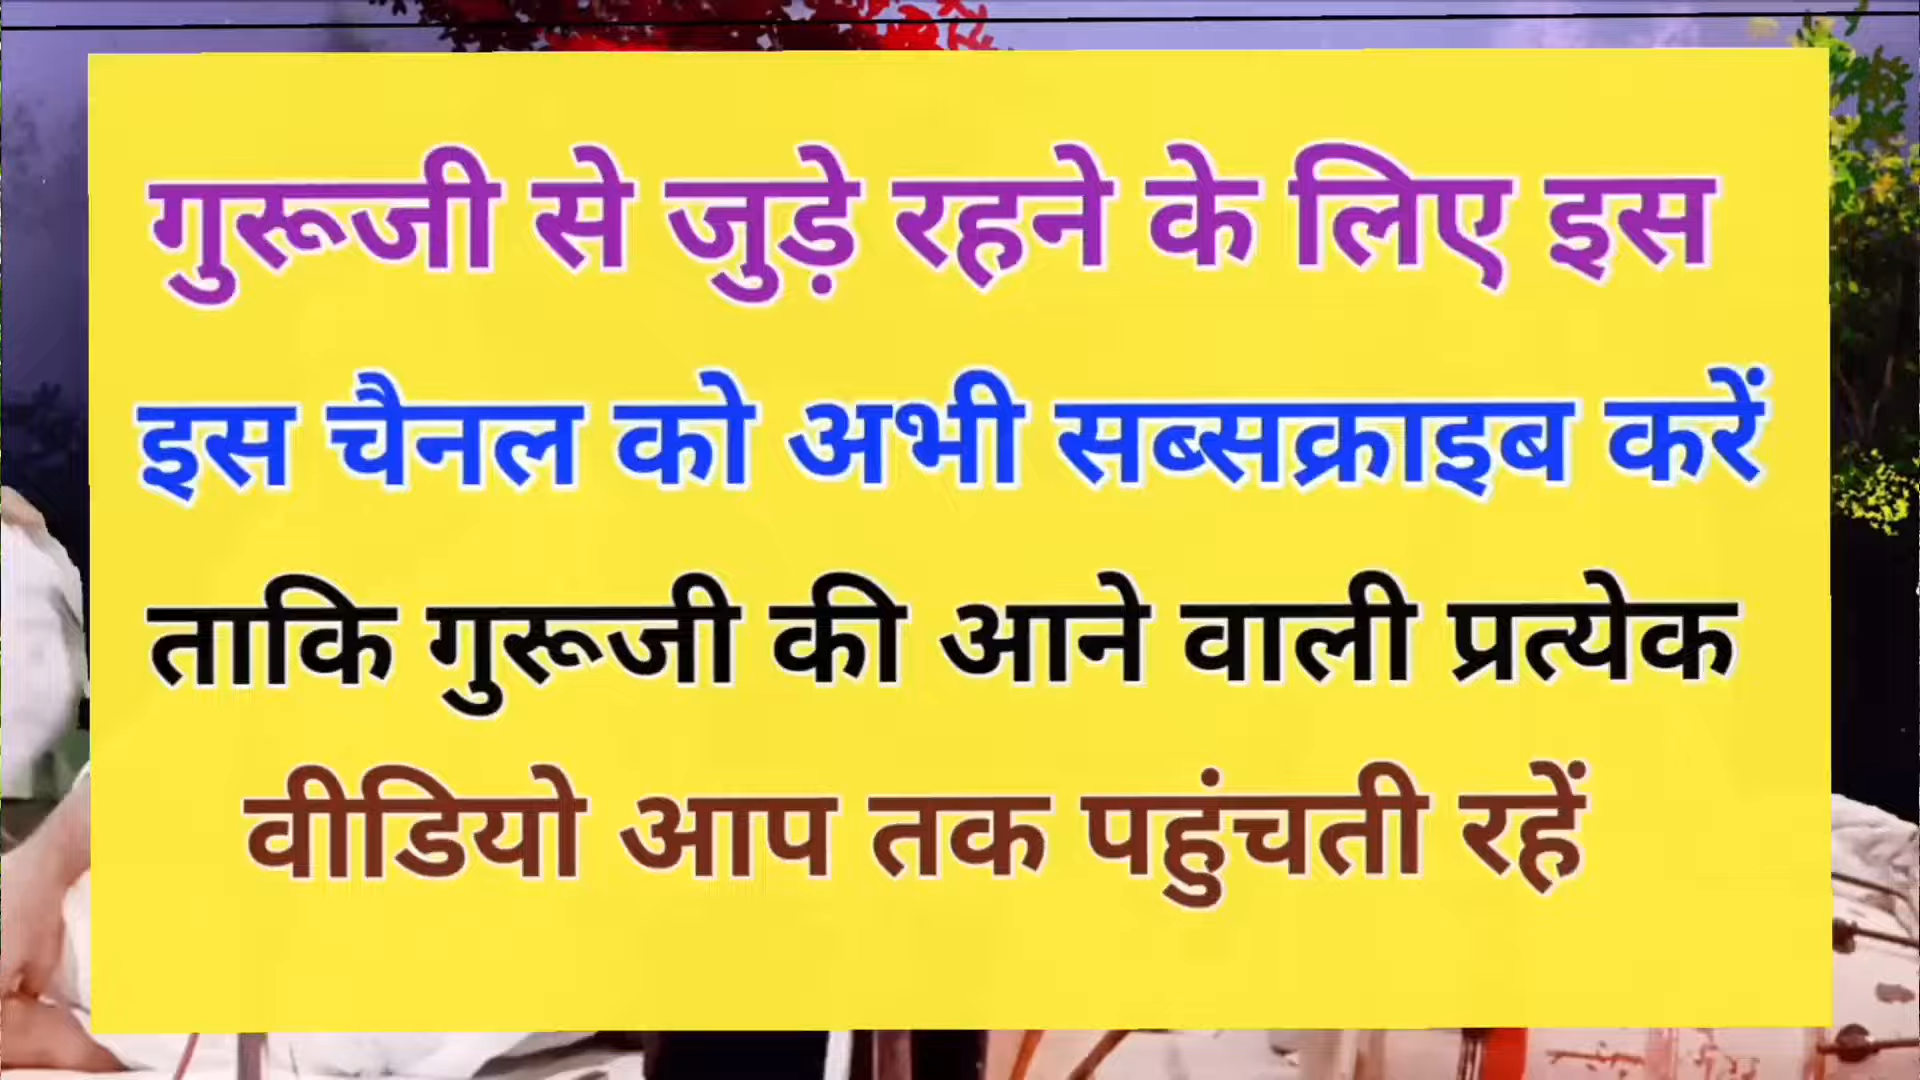 गुरूजी से जुड़े रहने के लिए इस
इस चैनल को अभी सब्सक्राइब करें
ताकि गुरूजी की आने वाली प्रत्येक
वीडियो आप तक पहुंचती रहें